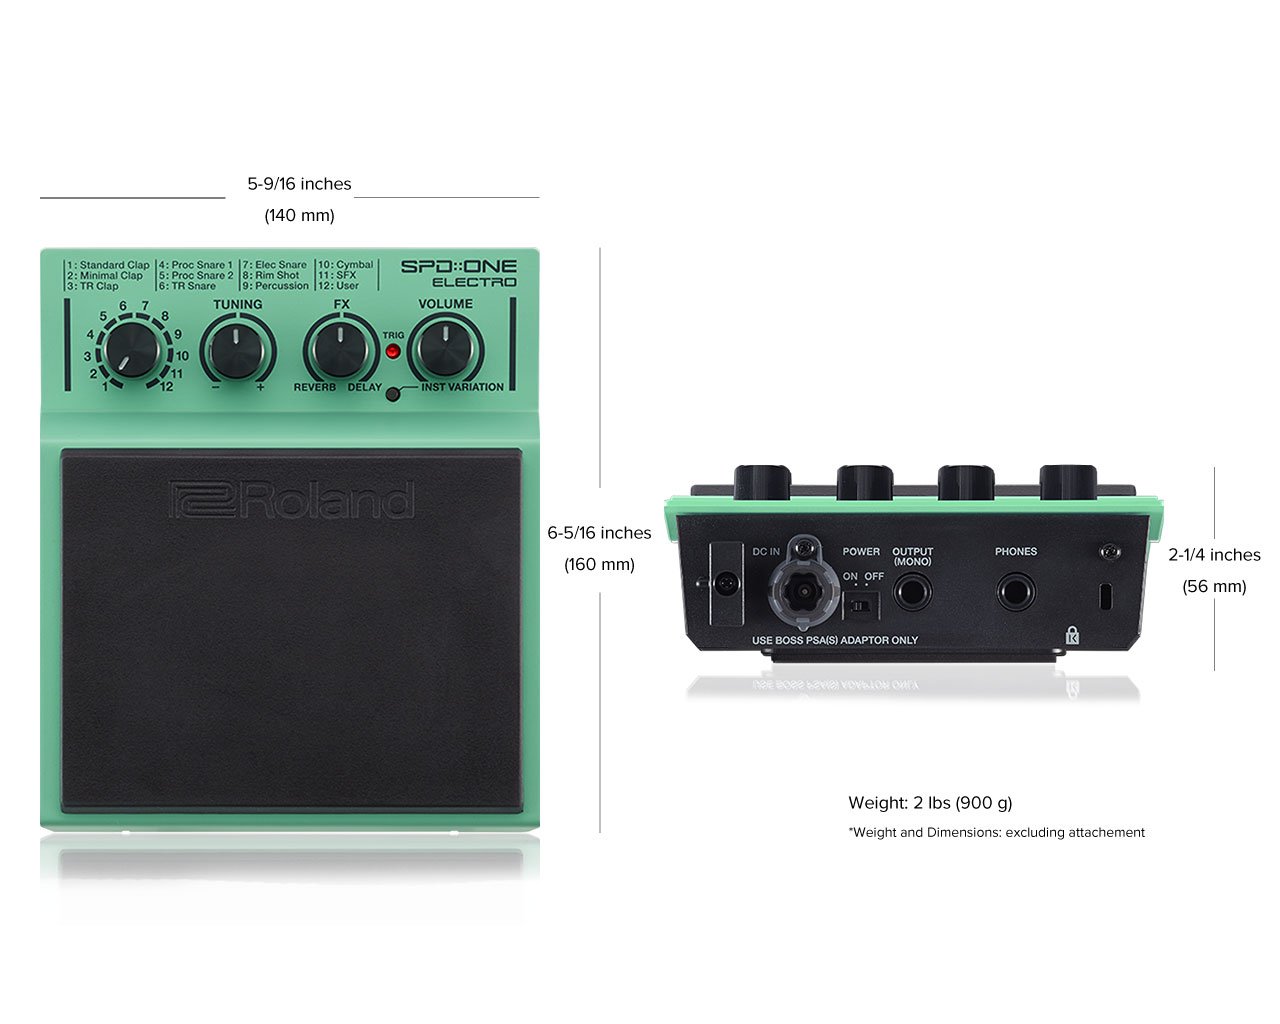 5-9/16 inches
(140 mm)
1: Standard Clap
2: Minimal Clap
3: TR Clap
4: Proc Snare 1
5: Proc Snare 2
6: TR Snare
7: Elec Snare
8: Rim Shot
9: Percussion
10: Cymbal
11: SFX
12: User
SPD::ONE
ELECTRO
1
2
3
4
5
6
7
8
9
10
11
12
TUNING
- +
FX
REVERB DELAY
TRIG
VOLUME
INST VARIATION
Roland
6-5/16 inches
(160 mm)
DC IN
POWER
ON OFF
OUTPUT
(MONO)
PHONES
USE BOSS PSA(S) ADAPTOR ONLY
K
2-1/4 inches
(56 mm)
Weight: 2 lbs (900 g)
*Weight and Dimensions: excluding attachement